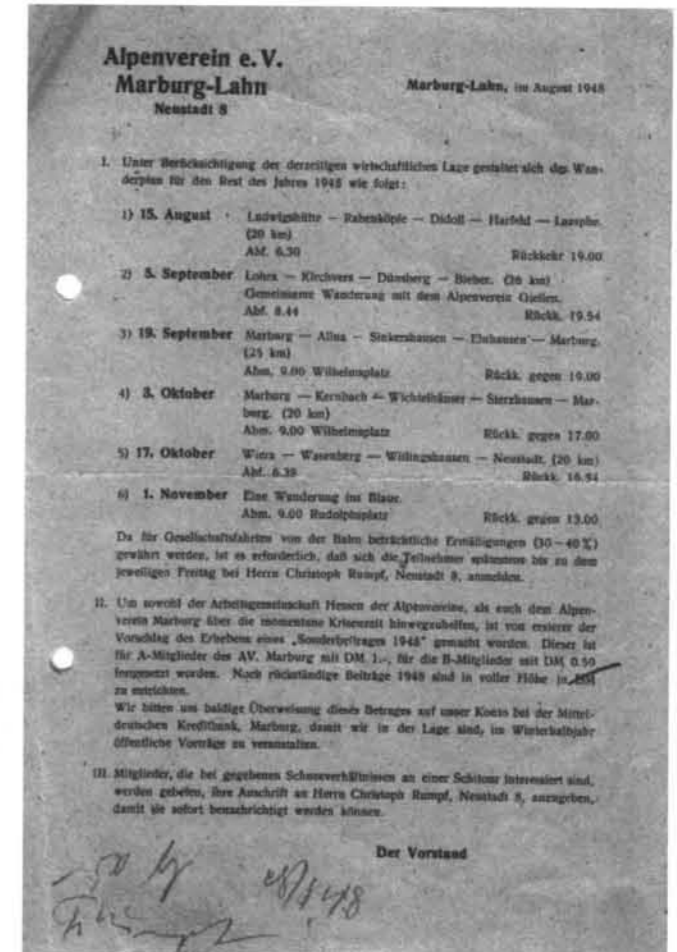 Alpenverein e. V.
Marburg-Lahn
Neustadt 8
Marburg-Lahn, im August 1948
I. Unter Berücksichtigung der derzeitigen wirtschaftlichen Lage gestaltet sich der Wan-
derplan für den Rest des Jahres 1948 wie folgt:
1) 15. August Ludwigshütte — Rabenköpfe — Didoll — Harfeld — Laasphe.
(20 km)
Abf. 6.30 Rückkehr 19.00
2) 5. September Lohra — Kirchvers — Dünsberg — Bieber. (26 km)
Gemeinsame Wanderung mit dem Alpenverein Gießen.
Abf. 8.44 Rückk. 19.54
3) 19. September Marburg — Allna — Sinkershausen — Elnhausen — Marburg.
(25 km)
Abm. 9.00 Wilhelmsplatz Rückk. gegen 19.00
4) 3. Oktober Marburg — Kernbach — Wichtelhäuser — Sterzhausen — Mar-
burg. (20 km)
Abm. 9.00 Wilhelmsplatz Rückk. gegen 17.00
5) 17. Oktober Wiera — Wasenberg — Neustadt. (20 km)
Abf. 6.39 Rückk. 16.54
6) 1. November Eine Wanderung ins Blaue.
Abm. 9.00 Rudolphsplatz Rückk. gegen 13.00
Da für Gesellschaftsfahrten von der Bahn beträchtliche Ermäßigungen (30—40 %)
gewährt werden, ist es erforderlich, daß sich die Teilnehmer spätestens bis zu dem
jeweiligen Freitag bei Herrn Christoph Rumpf, Neustadt 8, anmelden.
II. Um sowohl der Arbeitsgemeinschaft Hessen der Alpenvereine, als auch dem Alpen-
verein Marburg über die momentane Krisenzeit hinwegzuhelfen, ist von ersterer der
Vorschlag des Erhebens eines „Sonderbeitrages 1948" gemacht worden. Dieser ist
für A-Mitglieder des AV. Marburg mit DM 1.–, für die B-Mitglieder mit DM 0.50
festgesetzt worden. Noch rückständige Beiträge 1948 sind in voller Höhe in
zu entrichten.
Wir bitten um baldige Überweisung dieses Betrages auf unser Konto bei der Mittel-
deutschen Kreditbank, Marburg, damit wir in der Lage sind, im Winterhalbjahr
öffentliche Vorträge zu veranstalten.
III. Mitglieder, die bei gegebenen Schneeverhältnissen an einer Schitour interessiert sind,
werden gebeten, ihre Anschrift an Herrn Christoph Rumpf, Neustadt 8, anzugeben,
damit sie sofort benachrichtigt werden können.
Der Vorstand